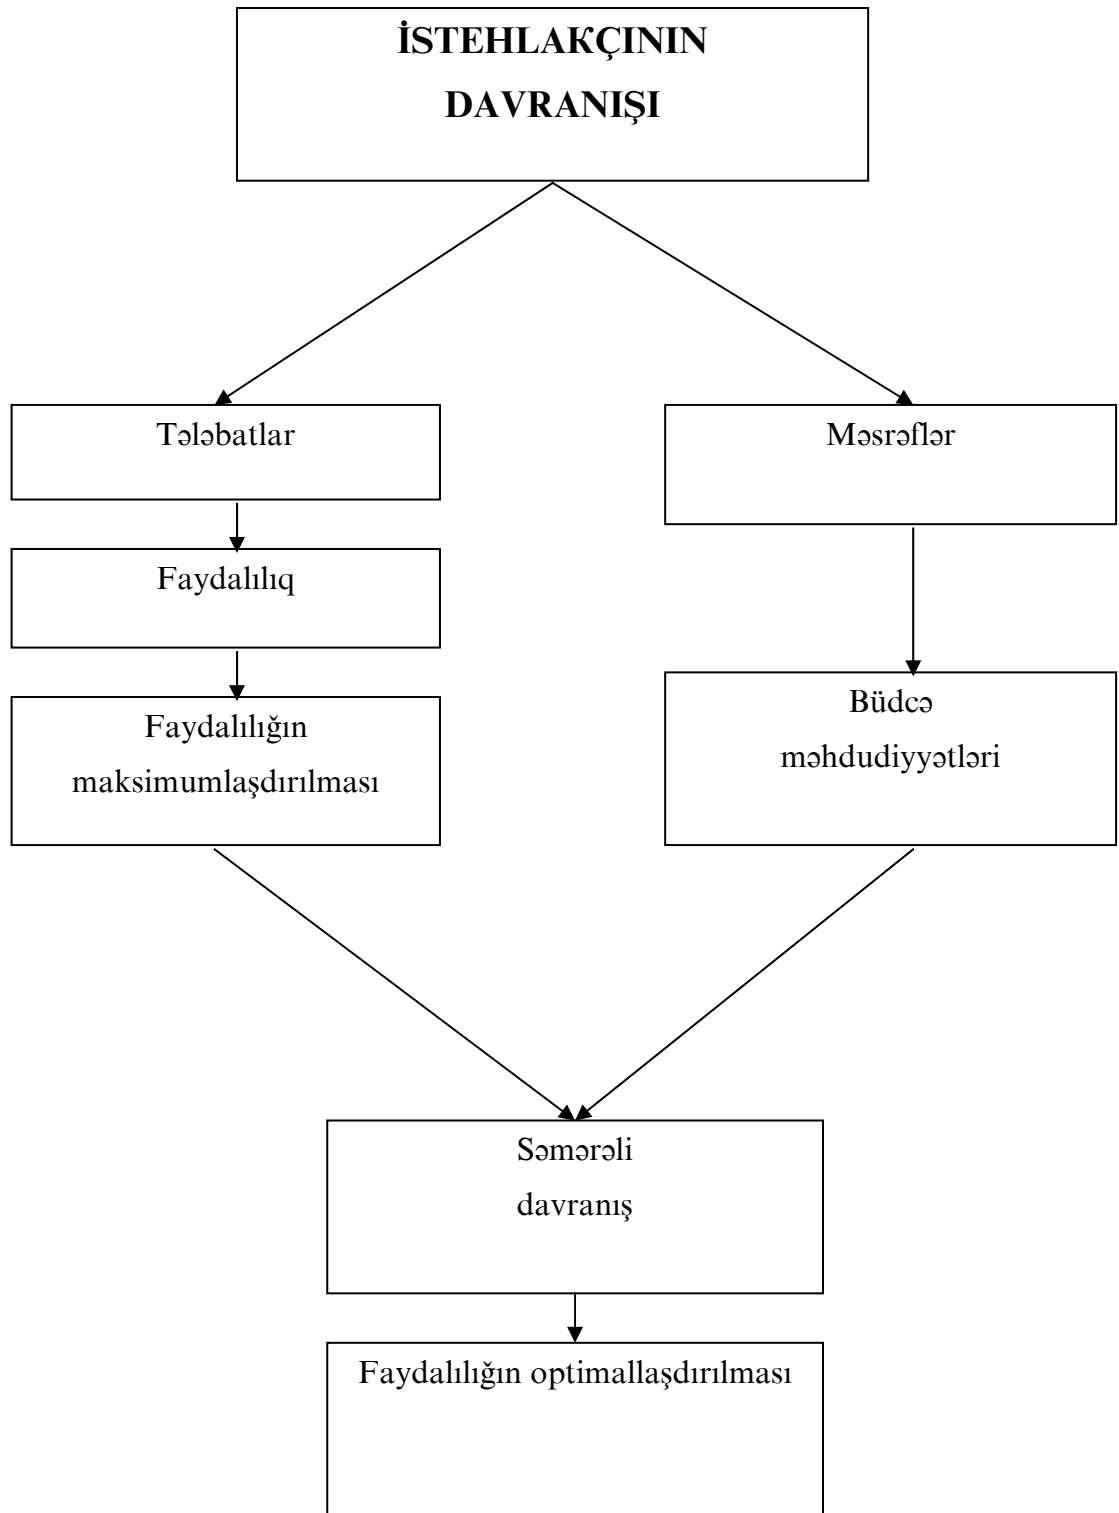 İSTEHLAKÇININ
DAVRANIŞI
Tələbatlar
Məsrəflər
Faydalılıq
Faydalılığın
maksimumlaşdırılması
Büdcə
məhdudiyyətləri
Səmərəli
davranış
Faydalılığın optimallaşdırılması